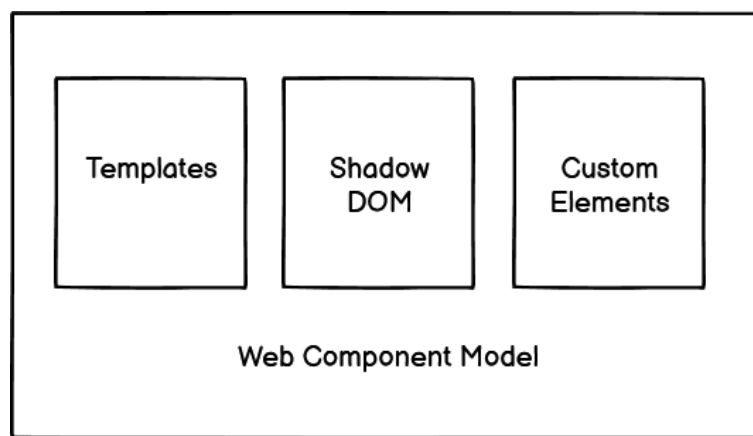 Templates
Shadow
DOM
Custom
Elements
Web Component Model